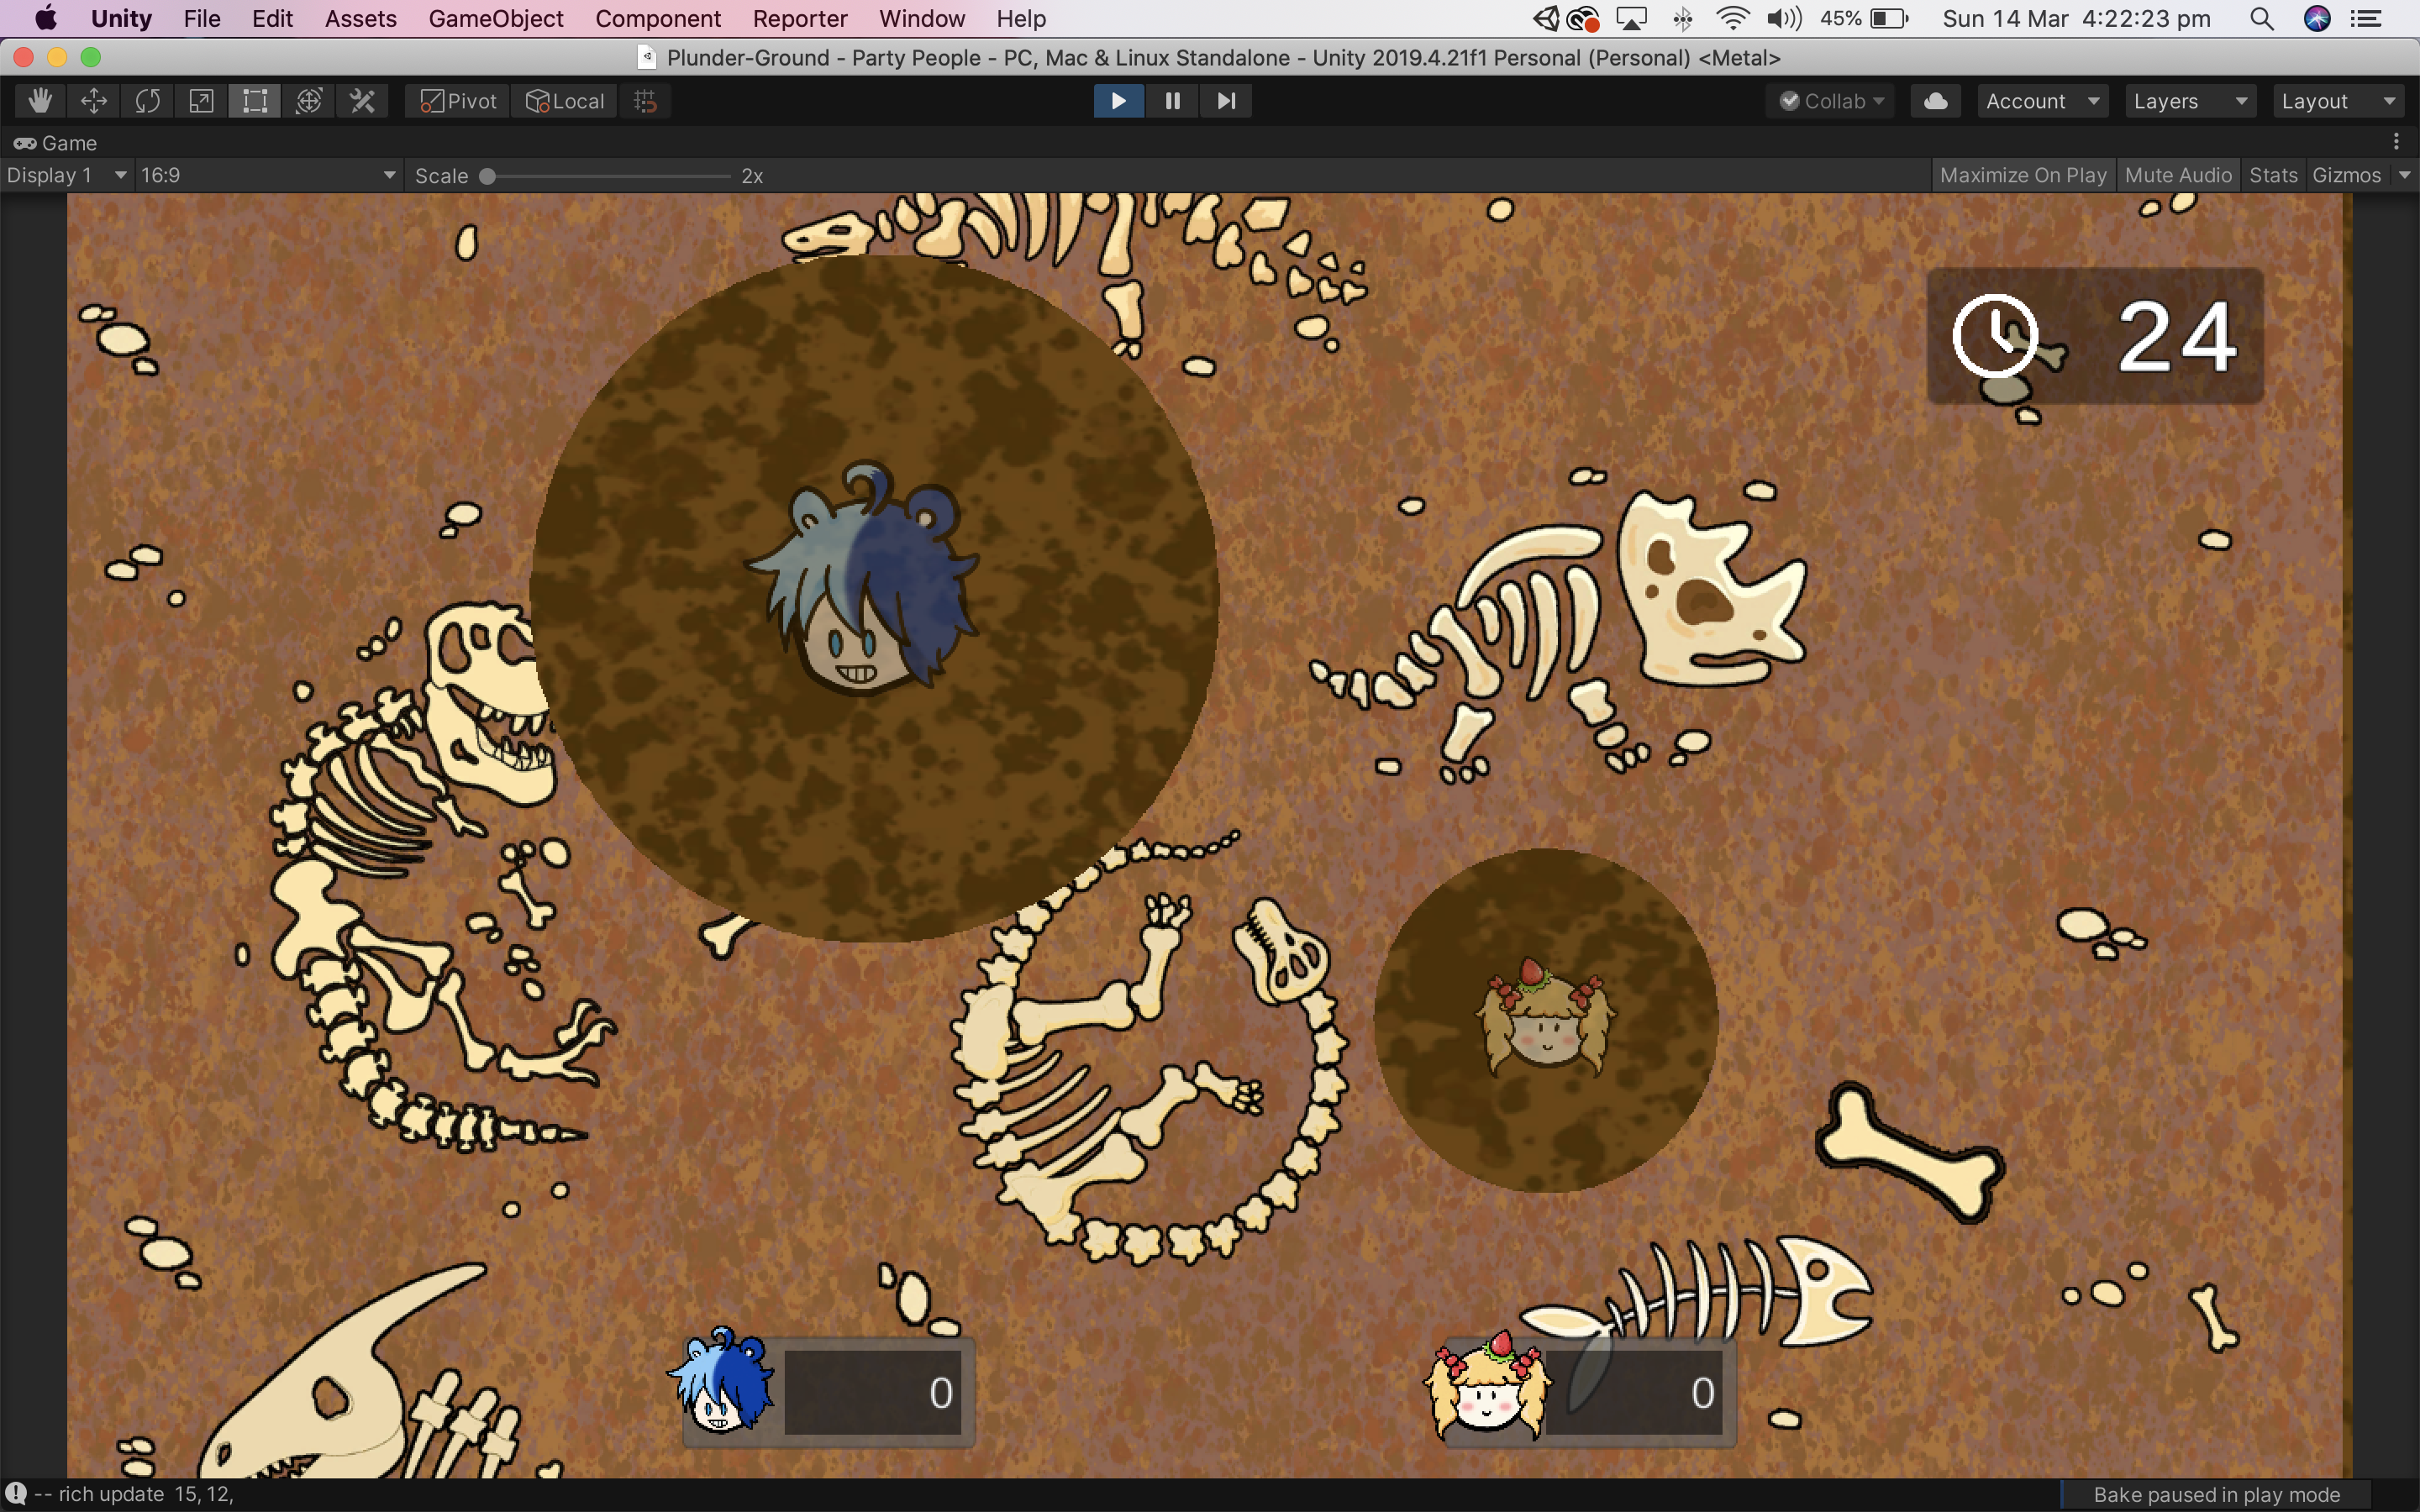 Unity File Edit Assets GameObject Component Reporter Window Help 45% Sun 14 Mar 4:22:23 pm
Plunder-Ground - Party People - PC, Mac & Linux Standalone - Unity 2019.4.21f1 Personal (Personal) <Metal>
Pivot Local Collab Account Layers Layout
Game
Display 1 16:9 Scale 2x Maximize On Play Mute Audio Stats Gizmos
24
0 0
-- rich update 15, 12, Bake paused in play mode